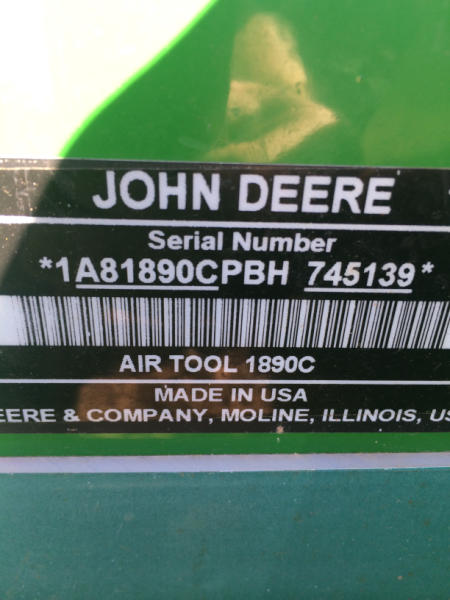 JOHN DEERE
Serial Number
*1A81890CPBH 745139*
AIR TOOL 1890C
MADE IN USA
EERE & COMPANY, MOLINE, ILLINOIS, US